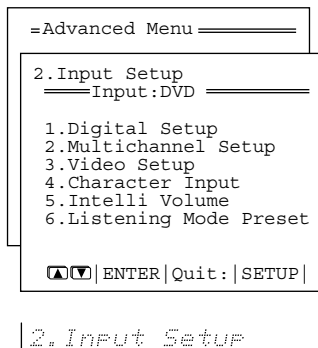 Advanced Menu
2.Input Setup
Input:DVD
1.Digital Setup
2.Multichannel Setup
3.Video Setup
4.Character Input
5.Intelli Volume
6.Listening Mode Preset
▲▼|ENTER|Quit:|SETUP|
2.Input Setup